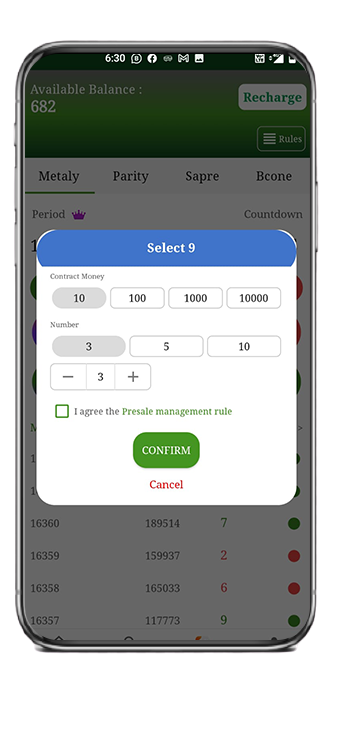 6:30
Available Balance :
682
Recharge
Rules
Metaly Parity Sapre Bcone
Period Countdown
Select 9
Contract Money
10 100 1000 10000
Number
3 5 10
— 3 +
I agree the Presale management rule
CONFIRM
Cancel
16360 189514 7
16359 159937 2
16358 165033 6
16357 117773 9